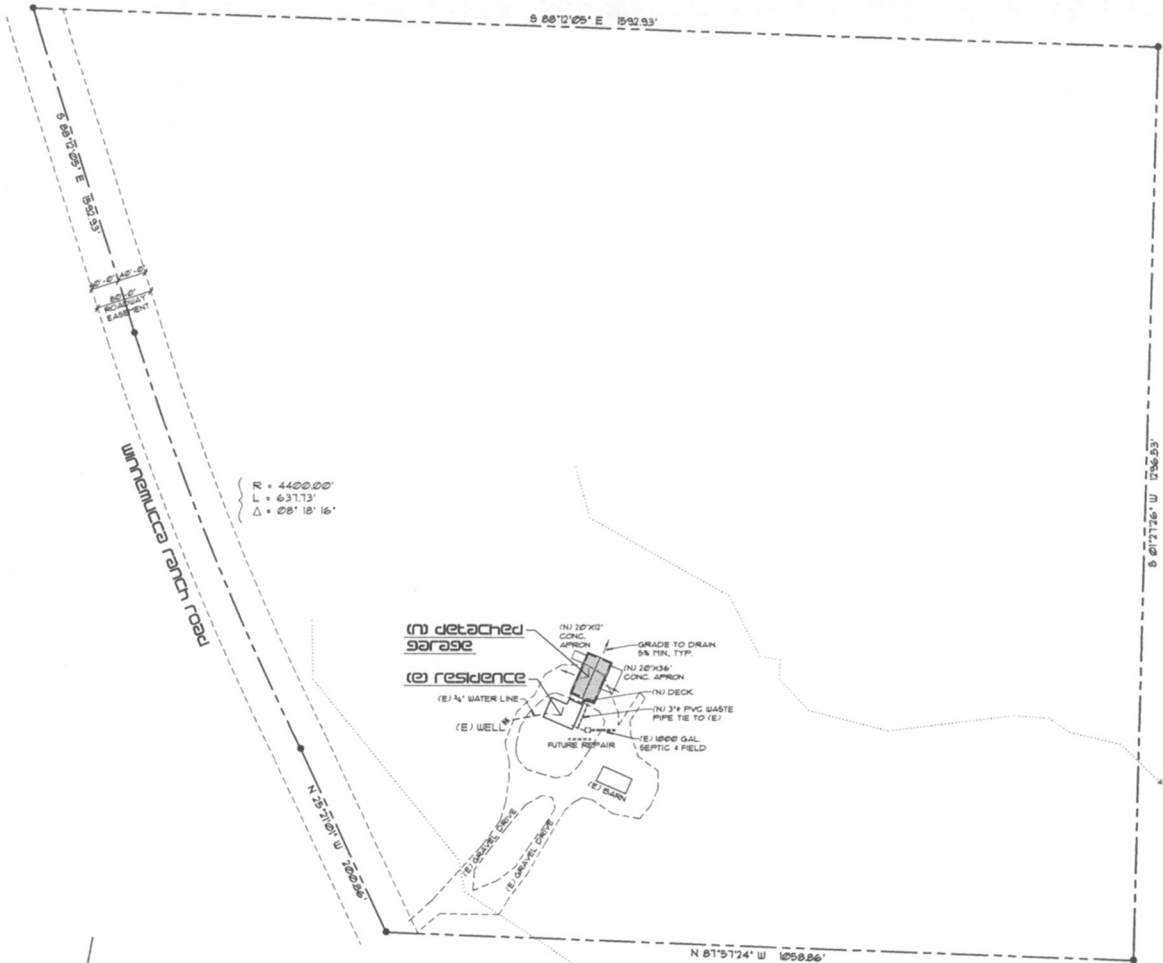 S 88°12'05" E 1592.93'
S 88°12'05" E 1592.93'
40'-0"
80'-0"
ROADWAY
EASEMENT
winnemucca ranch road
R = 4400.00'
L = 637.73'
Δ = 08° 18' 16"
S 01°27'26" W 1296.53'
(n) detached
garage
(N) 20'X12'
CONC.
APRON
GRADE TO DRAIN
5% MIN. TYP.
(N) 20'X36'
CONC. APRON
(e) residence
(N) DECK
(E) ¾" WATER LINE
(N) 3"⌀ PVC WASTE
PIPE TIE TO (E)
(E) WELL
FUTURE REPAIR
(E) 1000 GAL.
SEPTIC & FIELD
(E) BARN
(E) GRAVEL DRIVE
(E) GRAVEL DRIVE
N 25°21'01" W 200.86'
N 87°57'24" W 1058.86'